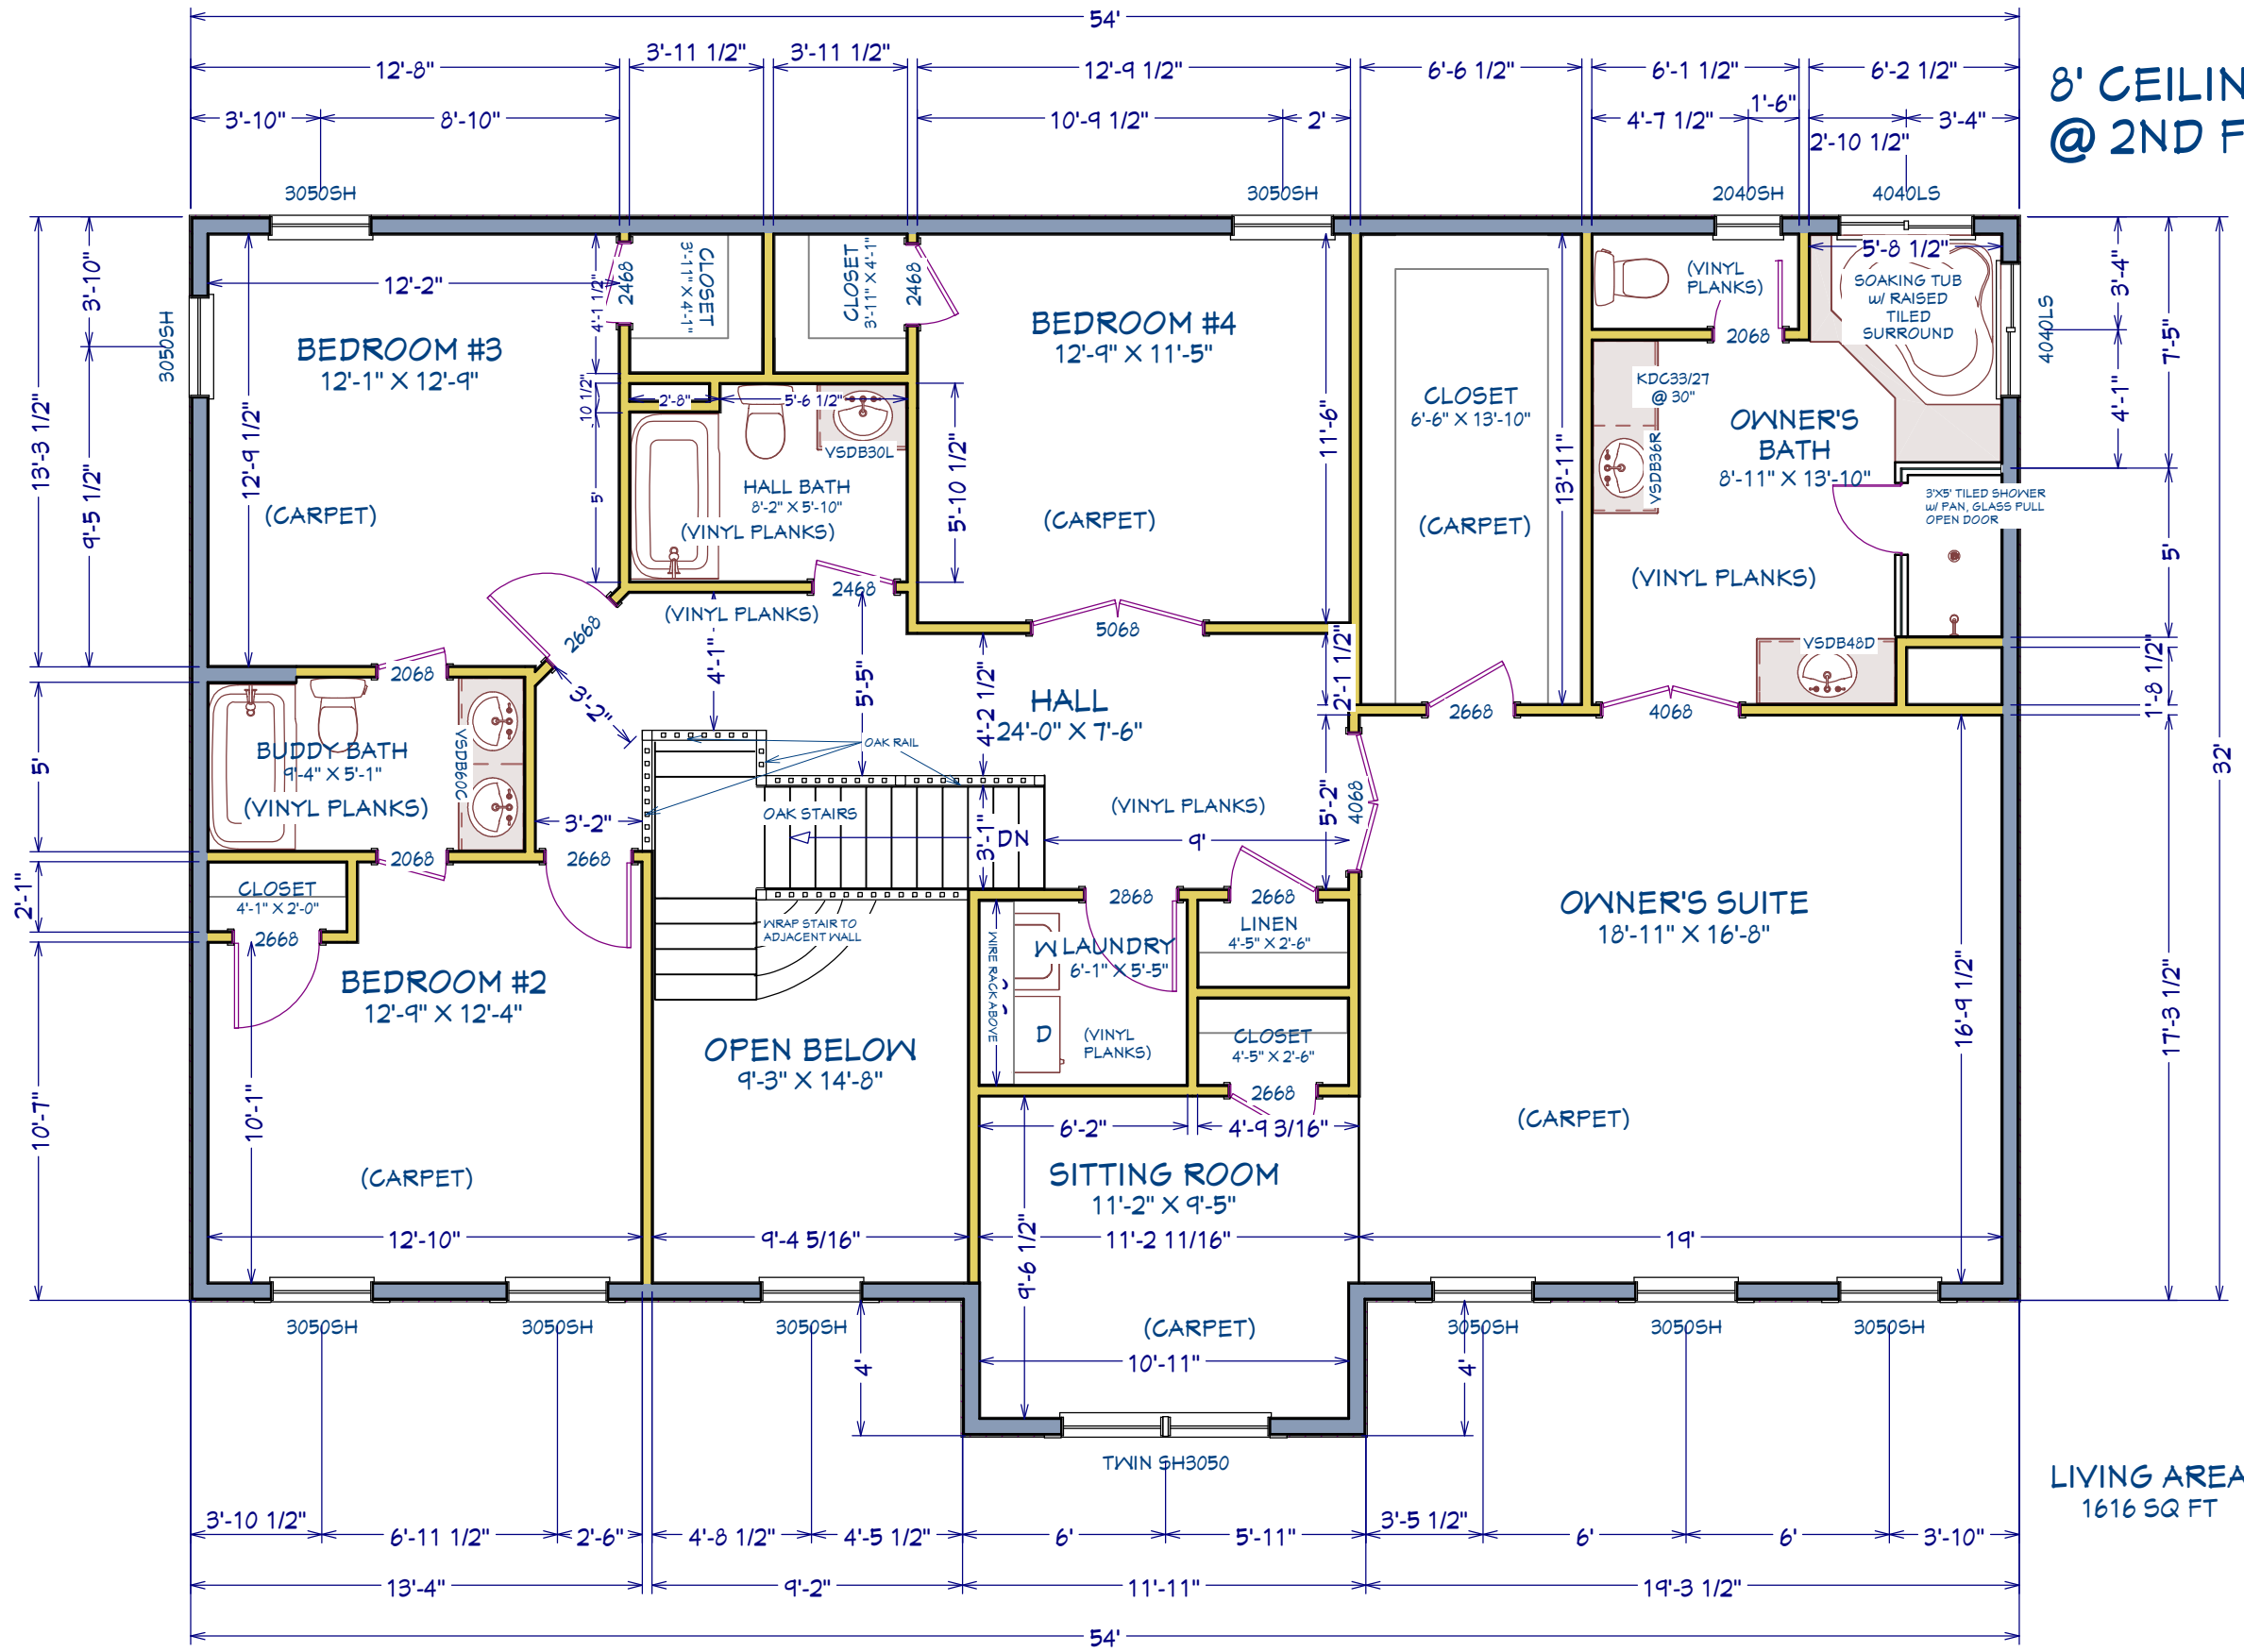 54'
12'-8"
3'-11 1/2"
3'-11 1/2"
12'-9 1/2"
6'-6 1/2"
6'-1 1/2"
6'-2 1/2"
3'-10"
8'-10"
10'-9 1/2"
2'
4'-7 1/2"
1'-6"
2'-10 1/2"
3'-4"
8' CEILIN
@ 2ND F
3050SH
3050SH
2040SH
4040LS
13'-3 1/2"
3'-10"
9'-5 1/2"
3050SH
12'-2"
BEDROOM #3
12'-1" X 12'-9"
12'-9 1/2"
(CARPET)
4'-1 1/2"
10 1/2"
5'
2468
CLOSET
3'-11" X 4'-1"
CLOSET
3'-11" X 4'-1"
2468
BEDROOM #4
12'-9" X 11'-5"
11'-6"
(CARPET)
2'-8"
5'-6 1/2"
VSDB30L
HALL BATH
8'-2" X 5'-10"
(VINYL PLANKS)
5'-10 1/2"
2468
CLOSET
6'-6" X 13'-10"
13'-11"
(CARPET)
(VINYL
PLANKS)
2068
5'-8 1/2"
SOAKING TUB
w/ RAISED
TILED
SURROUND
4040LS
3'-4"
4'-1"
7'-5"
KDC33/27
@ 30"
OWNER'S
BATH
8'-11" X 13'-10"
VSDB36R
3'X5' TILED SHOWER
w/ PAN, GLASS PULL
OPEN DOOR
5'
(VINYL PLANKS)
VSDB48D
1'-8 1/2"
32'
2668
(VINYL PLANKS)
5068
2068
3'-2"
4'-1"
5'-5"
4'-2 1/2"
HALL
24'-0" X 7'-6"
2'-1 1/2"
2668
4068
OAK RAIL
BUDDY BATH
9'-4" X 5'-1"
(VINYL PLANKS)
VSDB60C
5'
3'-2"
OAK STAIRS
3'-1"
DN
(VINYL PLANKS)
9'
5'-2"
4068
2068
2668
2'-1"
CLOSET
4'-1" X 2'-0"
2668
WRAP STAIR TO
ADJACENT WALL
2868
2668
LINEN
4'-5" X 2'-6"
WIRE RACK ABOVE
W
LAUNDRY
6'-1" X 5'-5"
D
(VINYL
PLANKS)
CLOSET
4'-5" X 2'-6"
2668
OWNER'S SUITE
18'-11" X 16'-8"
16'-9 1/2"
17'-3 1/2"
(CARPET)
BEDROOM #2
12'-9" X 12'-4"
10'-7"
10'-1"
(CARPET)
OPEN BELOW
9'-3" X 14'-8"
6'-2"
4'-9 3/16"
SITTING ROOM
11'-2" X 9'-5"
9'-6 1/2"
12'-10"
9'-4 5/16"
11'-2 11/16"
19'
3050SH
3050SH
3050SH
(CARPET)
3050SH
3050SH
3050SH
4'
10'-11"
4'
TWIN SH3050
LIVING AREA
1616 SQ FT
3'-10 1/2"
6'-11 1/2"
2'-6"
4'-8 1/2"
4'-5 1/2"
6'
5'-11"
3'-5 1/2"
6'
6'
3'-10"
13'-4"
9'-2"
11'-11"
19'-3 1/2"
54'